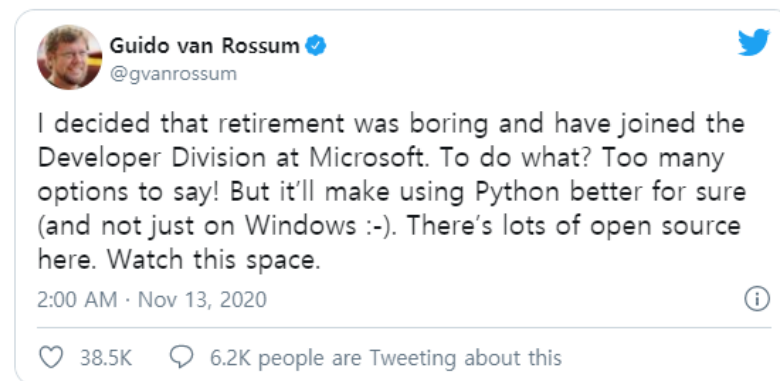 Guido van Rossum
@gvanrossum
I decided that retirement was boring and have joined the
Developer Division at Microsoft. To do what? Too many
options to say! But it’ll make using Python better for sure
(and not just on Windows :-). There’s lots of open source
here. Watch this space.
2:00 AM · Nov 13, 2020
38.5K 6.2K people are Tweeting about this